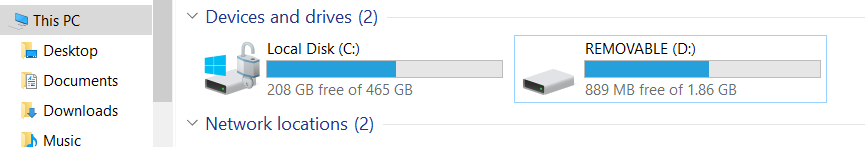 This PC
Desktop
Documents
Downloads
Music
Devices and drives (2)
Local Disk (C:)
208 GB free of 465 GB
REMOVABLE (D:)
889 MB free of 1.86 GB
Network locations (2)